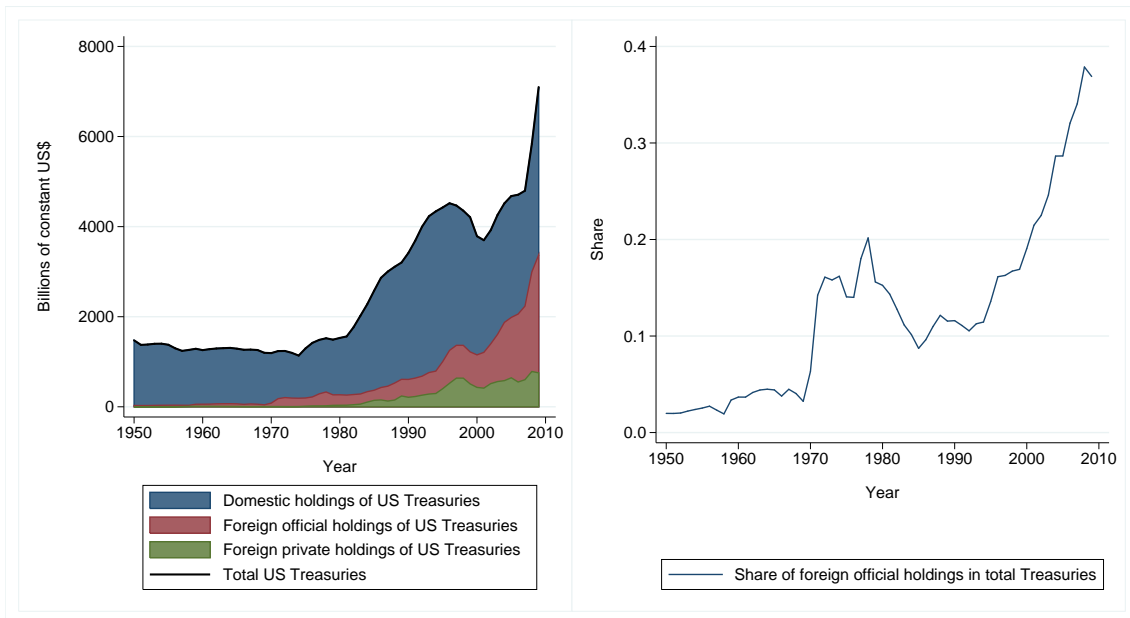 Billions of constant US$
8000
6000
4000
2000
0
1950 1960 1970 1980 1990 2000 2010
Year
Domestic holdings of US Treasuries
Foreign official holdings of US Treasuries
Foreign private holdings of US Treasuries
Total US Treasuries
Share
0.4
0.3
0.2
0.1
0.0
1950 1960 1970 1980 1990 2000 2010
Year
Share of foreign official holdings in total Treasuries